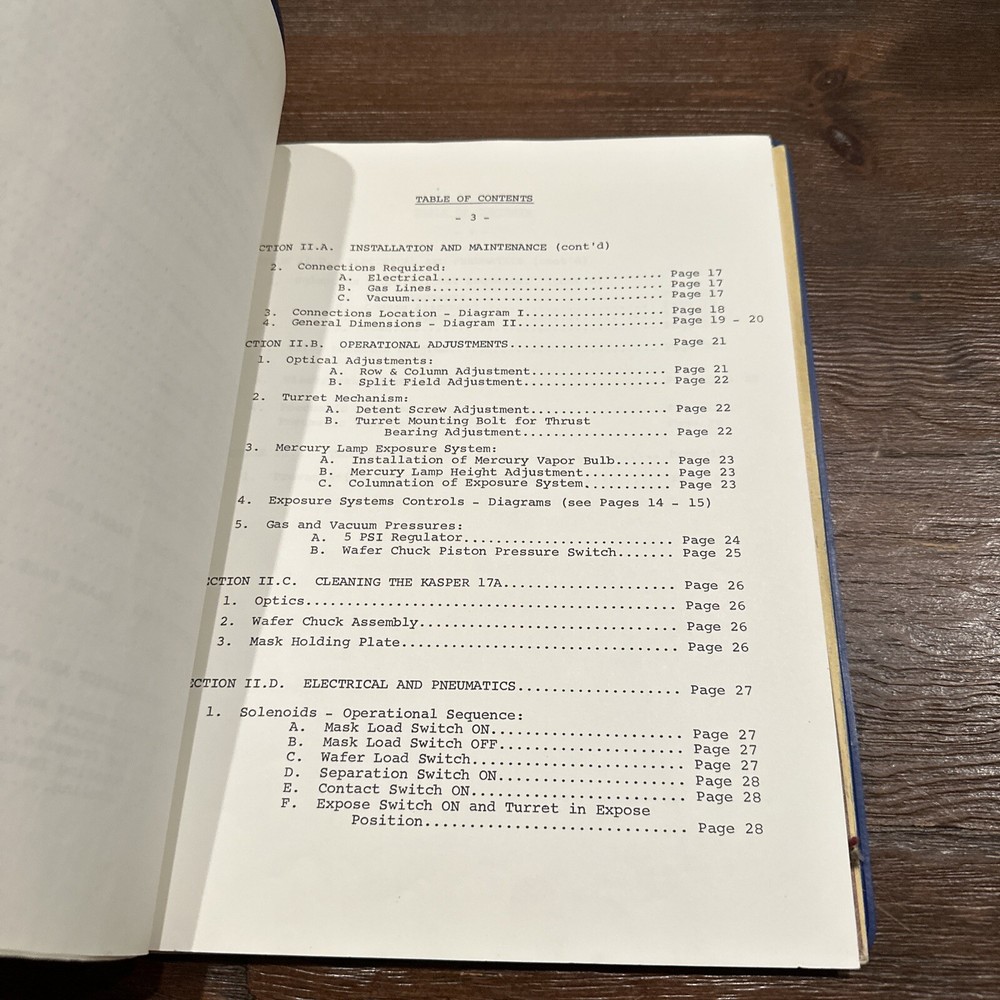 TABLE OF CONTENTS
- 3 -
CTION II.A. INSTALLATION AND MAINTENANCE (cont'd)
2. Connections Required:
A. Electrical.................................. Page 17
B. Gas Lines................................... Page 17
C. Vacuum...................................... Page 17
3. Connections Location - Diagram I..................... Page 18
4. General Dimensions - Diagram II...................... Page 19 - 20
CTION II.B. OPERATIONAL ADJUSTMENTS...................... Page 21
1. Optical Adjustments:
A. Row & Column Adjustment.................... Page 21
B. Split Field Adjustment..................... Page 22
2. Turret Mechanism:
A. Detent Screw Adjustment.................. Page 22
B. Turret Mounting Bolt for Thrust
Bearing Adjustment................... Page 22
3. Mercury Lamp Exposure System:
A. Installation of Mercury Vapor Bulb....... Page 23
B. Mercury Lamp Height Adjustment........... Page 23
C. Columnation of Exposure System........... Page 23
4. Exposure Systems Controls - Diagrams (see Pages 14 - 15)
5. Gas and Vacuum Pressures:
A. 5 PSI Regulator.......................... Page 24
B. Wafer Chuck Piston Pressure Switch....... Page 25
CTION II.C. CLEANING THE KASPER 17A.................... Page 26
1. Optics.......................................... Page 26
2. Wafer Chuck Assembly............................. Page 26
3. Mask Holding Plate............................... Page 26
CTION II.D. ELECTRICAL AND PNEUMATICS.................. Page 27
1. Solenoids - Operational Sequence:
A. Mask Load Switch ON...................... Page 27
B. Mask Load Switch OFF..................... Page 27
C. Wafer Load Switch........................ Page 27
D. Separation Switch ON..................... Page 28
E. Contact Switch ON........................ Page 28
F. Expose Switch ON and Turret in Expose
Position............................. Page 28